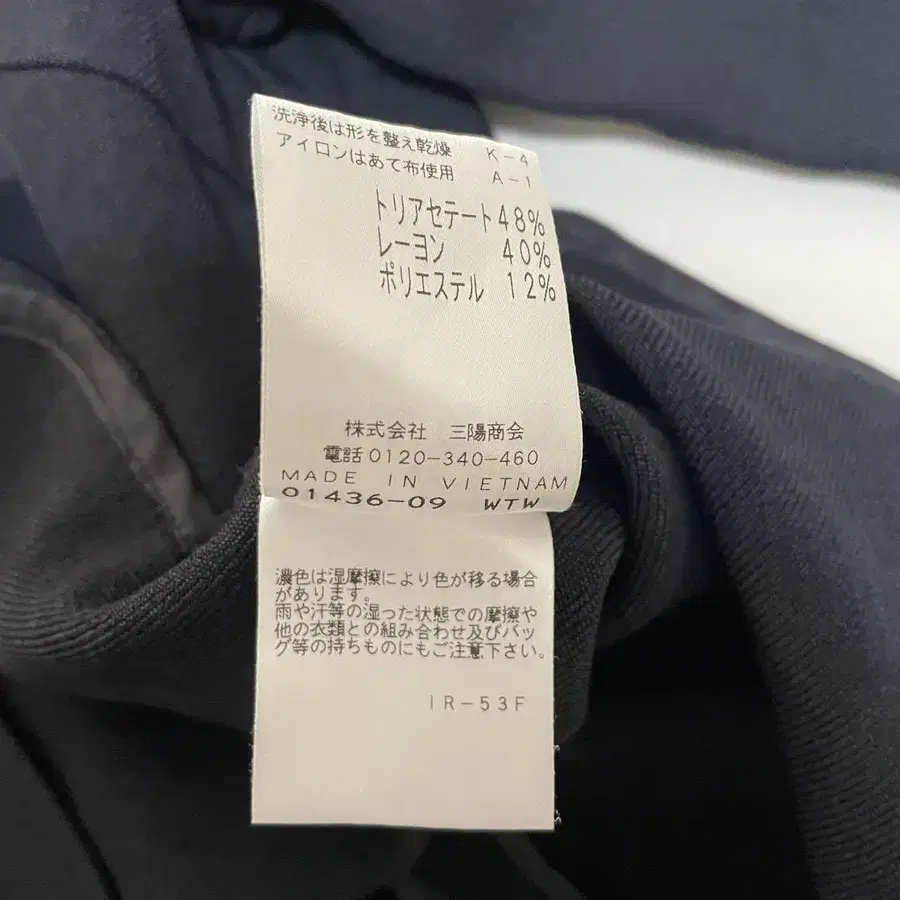 洗浄後は形を整え乾燥 K-4
アイロンはあて布使用 A-1
トリアセテート48%
レーヨン 40%
ポリエステル 12%
株式会社 三陽商会
電話0120-340-460
MADE IN VIETNAM
01436-09 WTW
濃色は湿摩擦により色が移る場合
があります。
雨や汗等の湿った状態での摩擦や
他の衣類との組み合わせ及びバッ
グ等の持ちものにもご注意下さい。
IR-53F